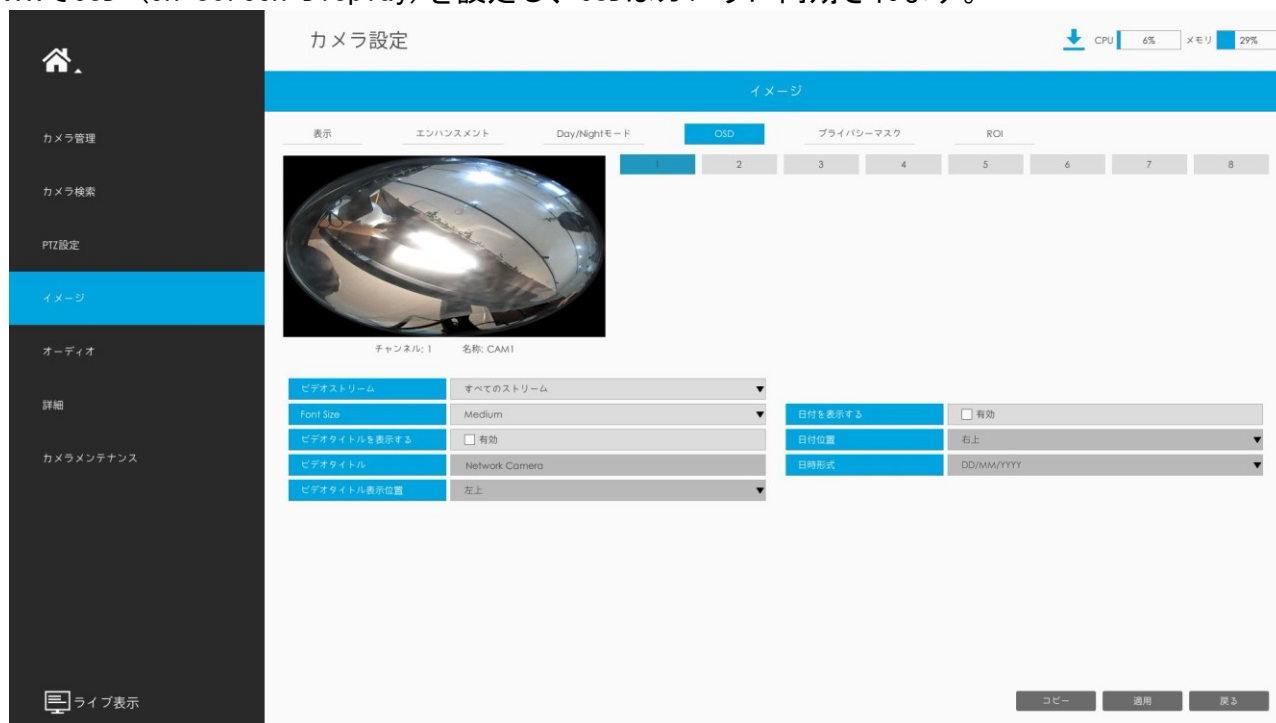 カメラ設定
CPU 6% メモリ 29%
イメージ
カメラ管理
カメラ検索
PTZ設定
イメージ
オーディオ
詳細
カメラメンテナンス
ライブ表示
表示 エンハンスメント Day/Nightモード OSD プライバシーマスク ROI
1 2 3 4 5 6 7 8
チャンネル: 1 名称: CAM1
ビデオストリーム すべてのストリーム
Font Size Medium 日付を表示する 有効
ビデオタイトルを表示する 有効 日付位置 右上
ビデオタイトル Network Camera 日時形式 DD/MM/YYYY
ビデオタイトル表示位置 左上
コピー 適用 戻る